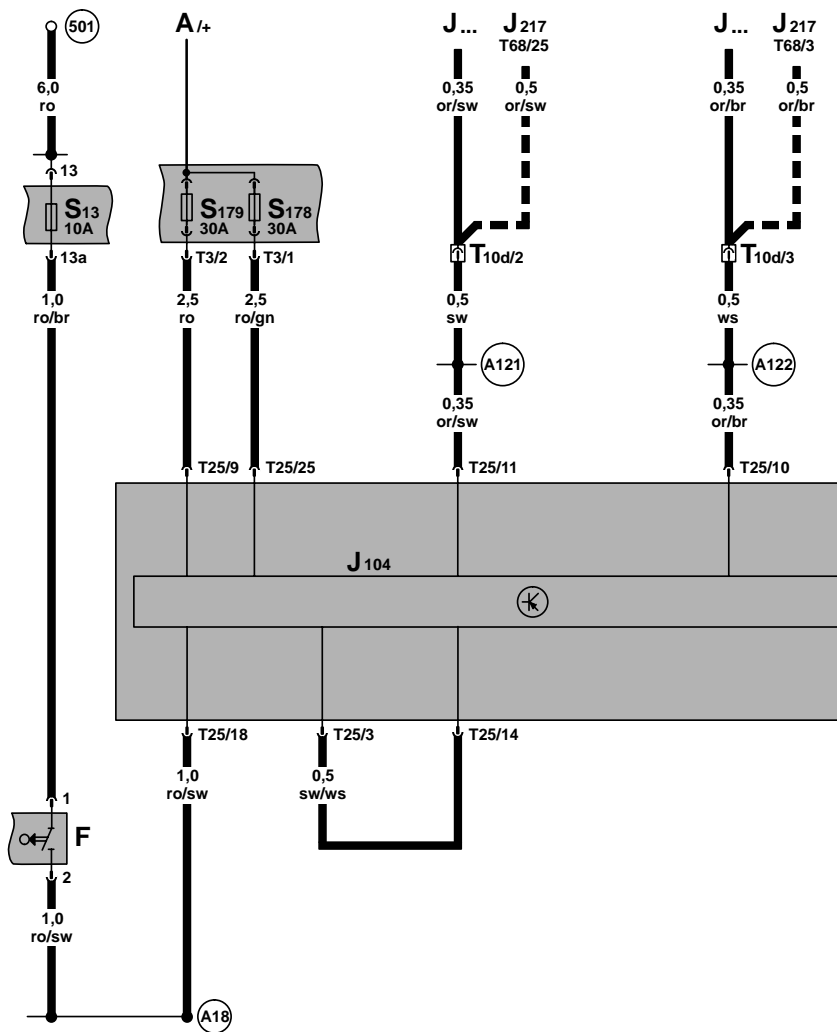 501
A /+
J ...
J 217
T68/25
J ...
J 217
T68/3
6,0
ro
0,35
or/sw
0,5
or/sw
0,35
or/br
0,5
or/br
13
S13
10A
S179
30A
S178
30A
13a
T3/2
T3/1
T10d/2
T10d/3
1,0
ro/br
2,5
ro
2,5
ro/gn
0,5
sw
0,5
ws
A121
A122
0,35
or/sw
0,35
or/br
T25/9
T25/25
T25/11
T25/10
J 104
T25/18
T25/3
T25/14
1,0
ro/sw
0,5
sw/ws
1
F
2
1,0
ro/sw
A18